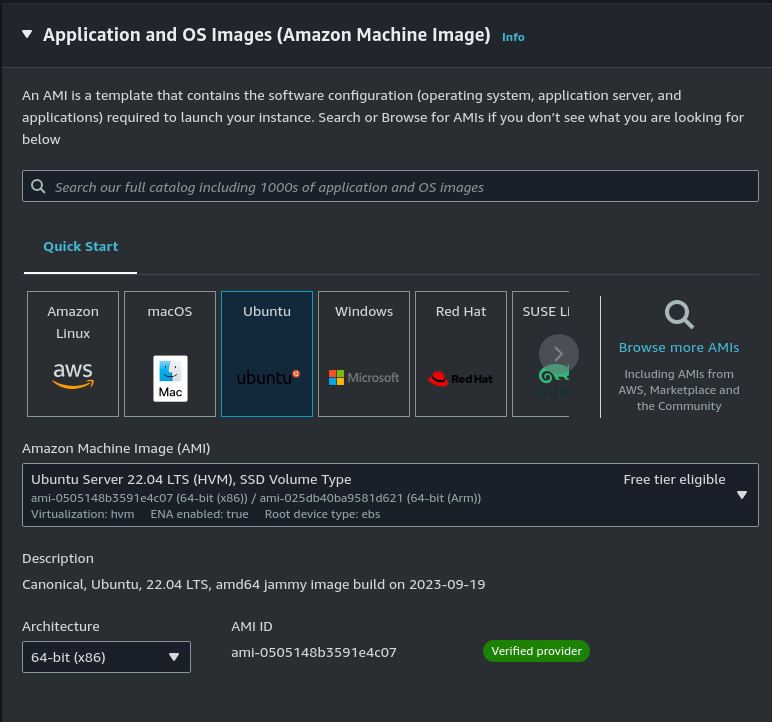 Application and OS Images (Amazon Machine Image) Info
An AMI is a template that contains the software configuration (operating system, application server, and
applications) required to launch your instance. Search or Browse for AMIs if you don’t see what you are looking for
below
Search our full catalog including 1000s of application and OS images
Quick Start
Amazon
Linux
aws
macOS
Mac
Ubuntu
ubuntu
Windows
Microsoft
Red Hat
Red Hat
SUSE Li
SUS
Browse more AMIs
Including AMIs from
AWS, Marketplace and
the Community
Amazon Machine Image (AMI)
Ubuntu Server 22.04 LTS (HVM), SSD Volume Type Free tier eligible
ami-0505148b3591e4c07 (64-bit (x86)) / ami-025db40ba9581d621 (64-bit (Arm))
Virtualization: hvm ENA enabled: true Root device type: ebs
Description
Canonical, Ubuntu, 22.04 LTS, amd64 jammy image build on 2023-09-19
Architecture AMI ID
64-bit (x86) ami-0505148b3591e4c07 Verified provider